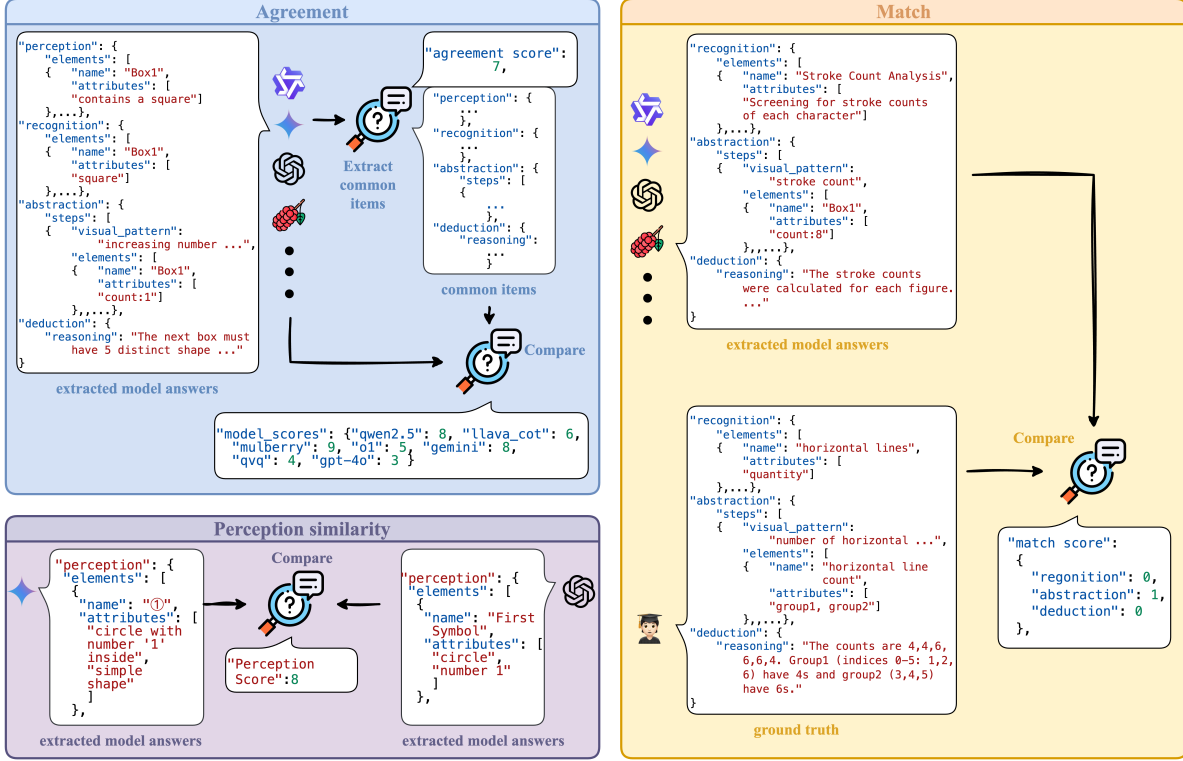 Agreement
"perception": {
"elements": [
{ "name": "Box1",
"attributes": [
"contains a square"]
},...},
"recognition": {
"elements": [
{ "name": "Box1",
"attributes": [
"square"]
},...},
"abstraction": {
"steps": [
{ "visual_pattern":
"increasing number ...",
"elements": [
{ "name": "Box1",
"attributes": [
"count:1"]
},,...},
"deduction": {
"reasoning": "The next box must
have 5 distinct shape ..."
}
extracted model answers
Extract
common
items
"agreement score":
7,
"perception": {
...
},
"recognition": {
...
},
"abstraction": {
"steps": [
{
...
},
"deduction": {
"reasoning":
...
}
common items
Compare
"model_scores": {"qwen2.5": 8, "llava_cot": 6,
"mulberry": 9, "o1": 5, "gemini": 8,
"qvq": 4, "gpt-4o": 3 }
Perception similarity
"perception": {
"elements": [
{
"name": "①",
"attributes": [
"circle with
number '1'
inside",
"simple
shape"
]
},
extracted model answers
Compare
"Perception
Score":8
"perception": {
"elements": [
{
"name": "First
Symbol",
"attributes": [
"circle",
"number 1"
]
},
extracted model answers
Match
"recognition": {
"elements": [
{ "name": "Stroke Count Analysis",
"attributes": [
"Screening for stroke counts
of each character"]
},...},
"abstraction": {
"steps": [
{ "visual_pattern":
"stroke count",
"elements": [
{ "name": "Box1",
"attributes": [
"count:8"]
},,...},
"deduction": {
"reasoning": "The stroke counts
were calculated for each figure.
..."
}
extracted model answers
"recognition": {
"elements": [
{ "name": "horizontal lines",
"attributes": [
"quantity"]
},...},
"abstraction": {
"steps": [
{ "visual_pattern":
"number of horizontal ...",
"elements": [
{ "name": "horizontal line
count",
"attributes": [
"group1, group2"]
},,...},
"deduction": {
"reasoning": "The counts are 4,4,6,
6,6,4. Group1 (indices 0-5: 1,2,
6) have 4s and group2 (3,4,5)
have 6s."
}
ground truth
Compare
"match score":
{
"regonition": 0,
"abstraction": 1,
"deduction": 0
},